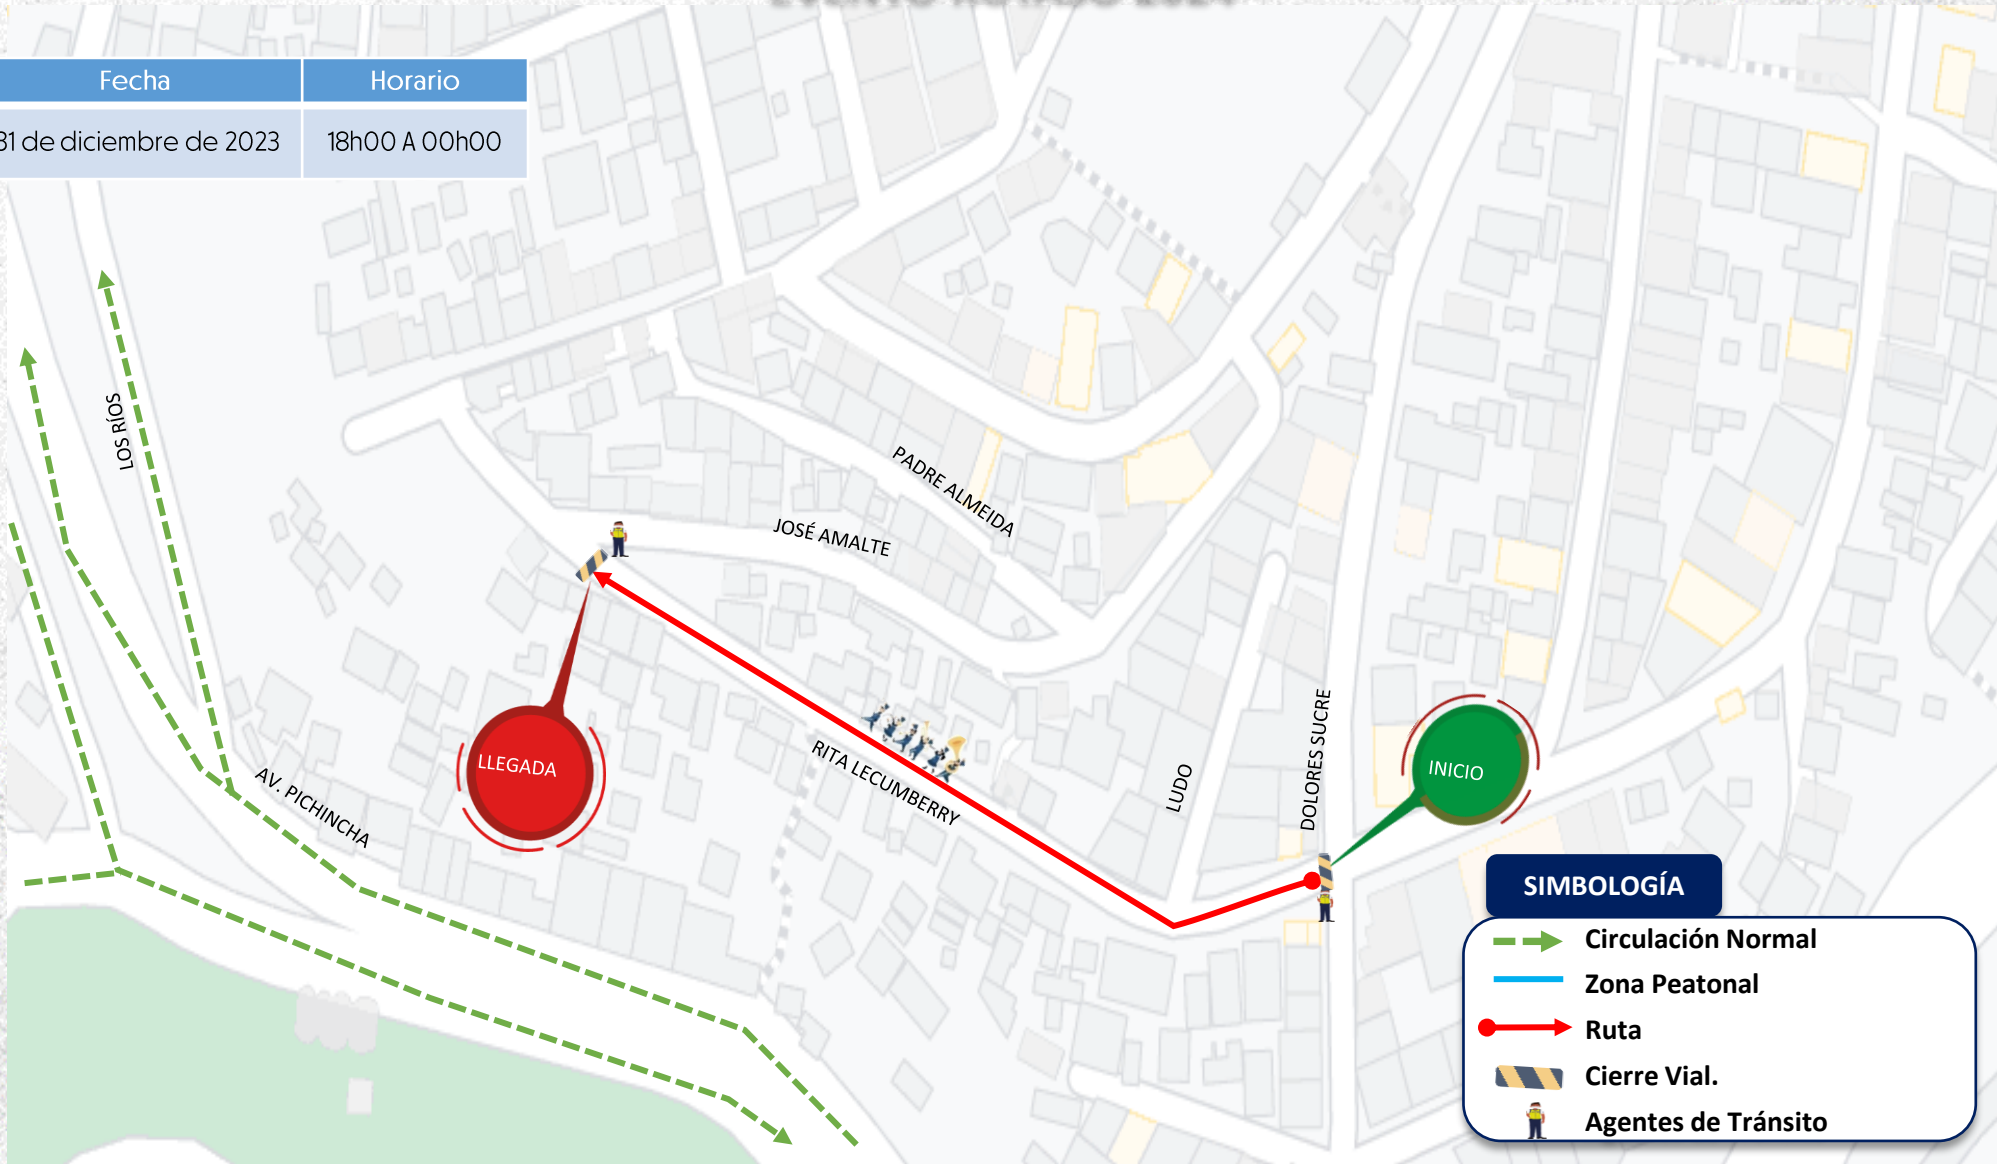 Fecha Horario
31 de diciembre de 2023 18h00 A 00h00
LOS RÍOS
PADRE ALMEIDA
JOSÉ AMALTE
LLEGADA
AV. PICHINCHA
RITA LECUMBERRY
LUDO
DOLORES SUCRE
INICIO
SIMBOLOGÍA
Circulación Normal
Zona Peatonal
Ruta
Cierre Vial.
Agentes de Tránsito